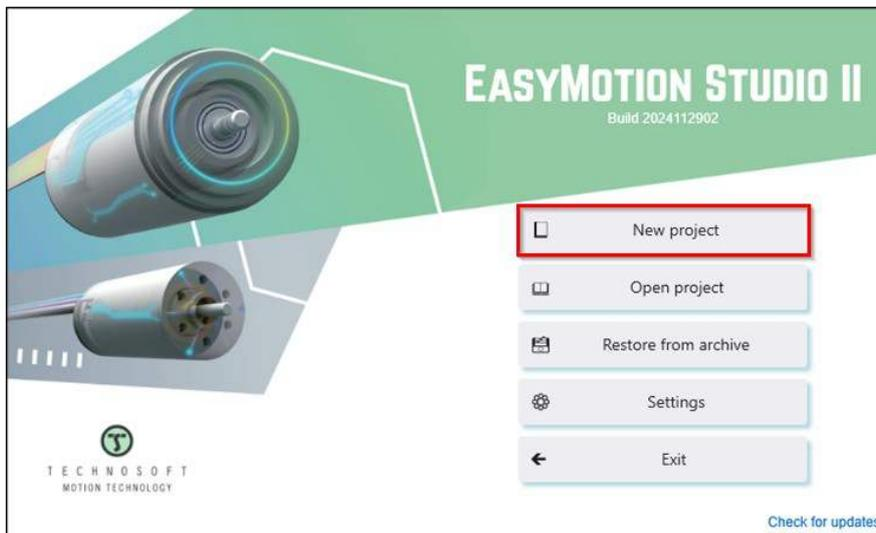 EASYMOTION STUDIO II
Build 2024112902
New project
Open project
Restore from archive
Settings
Exit
TECHNOSOFT
MOTION TECHNOLOGY
Check for updates